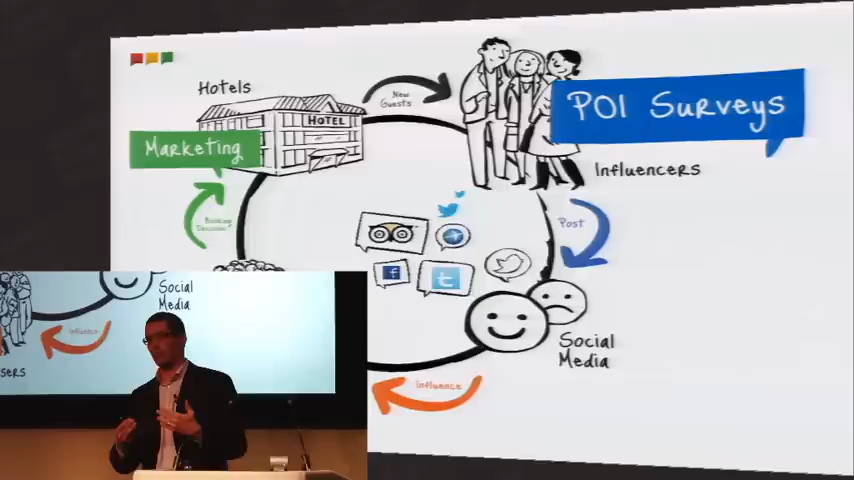 Hotels
New
Guests
HOTEL
POI Surveys
Marketing
Influencers
Booking
Decision
Post
f
t
Social
Media
Influence
Social
Media
Influence
SERS